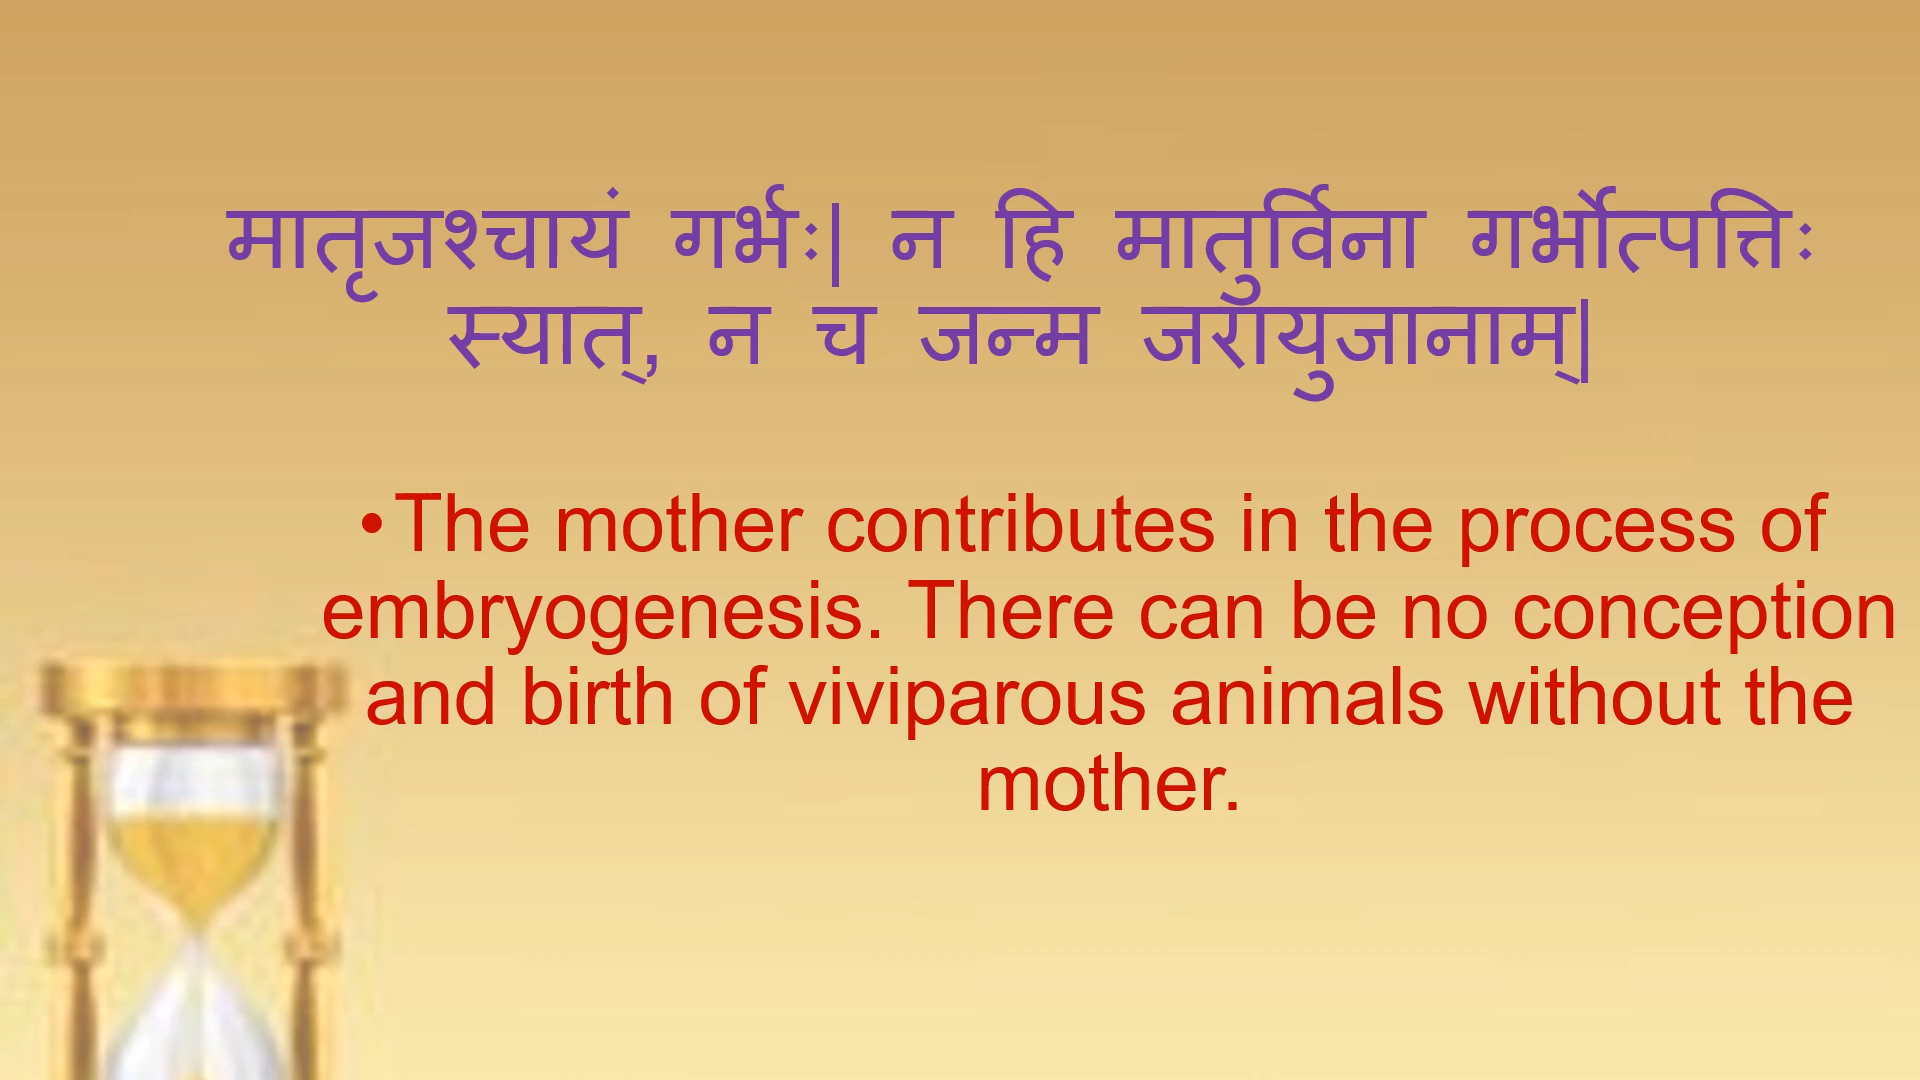 मातृजश्चायं गर्भः| न हि मातुर्विना गर्भोत्पत्तिः
स्यात्, न च जन्म जरायुजानाम्|
•The mother contributes in the process of
embryogenesis. There can be no conception
and birth of viviparous animals without the
mother.